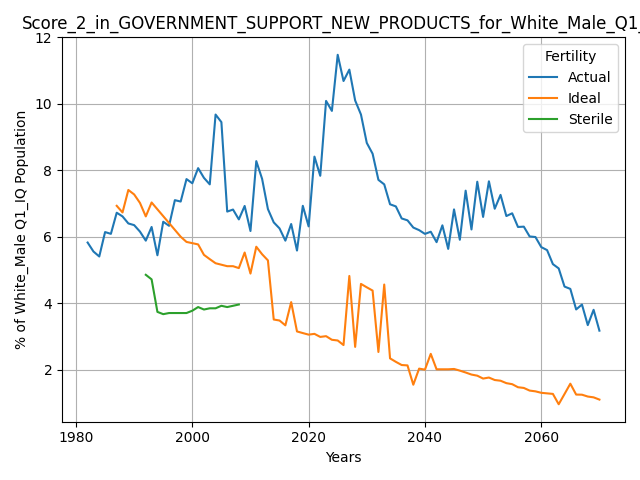 Score_2_in_GOVERNMENT_SUPPORT_NEW_PRODUCTS_for_White_Male_Q1_
12
10
8
6
4
2
% of White_Male Q1_IQ Population
Fertility
Actual
Ideal
Sterile
1980 2000 2020 2040 2060
Years